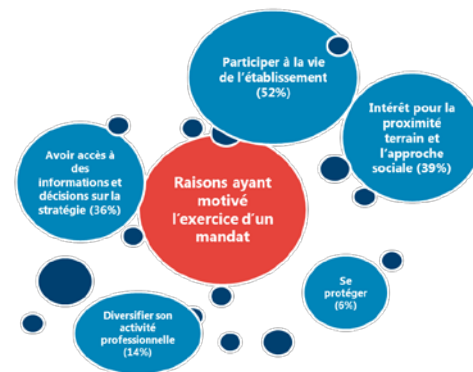 Participer à la vie
de l'établissement
(52%)
Intérêt pour la
proximité
terrain et
l'approche
sociale (39%)
Avoir accès à
des
informations et
décisions sur la
stratégie (36%)
Raisons ayant
motivé
l'exercice d'un
mandat
Se
protéger
(6%)
Diversifier son
activité
professionnelle
(14%)